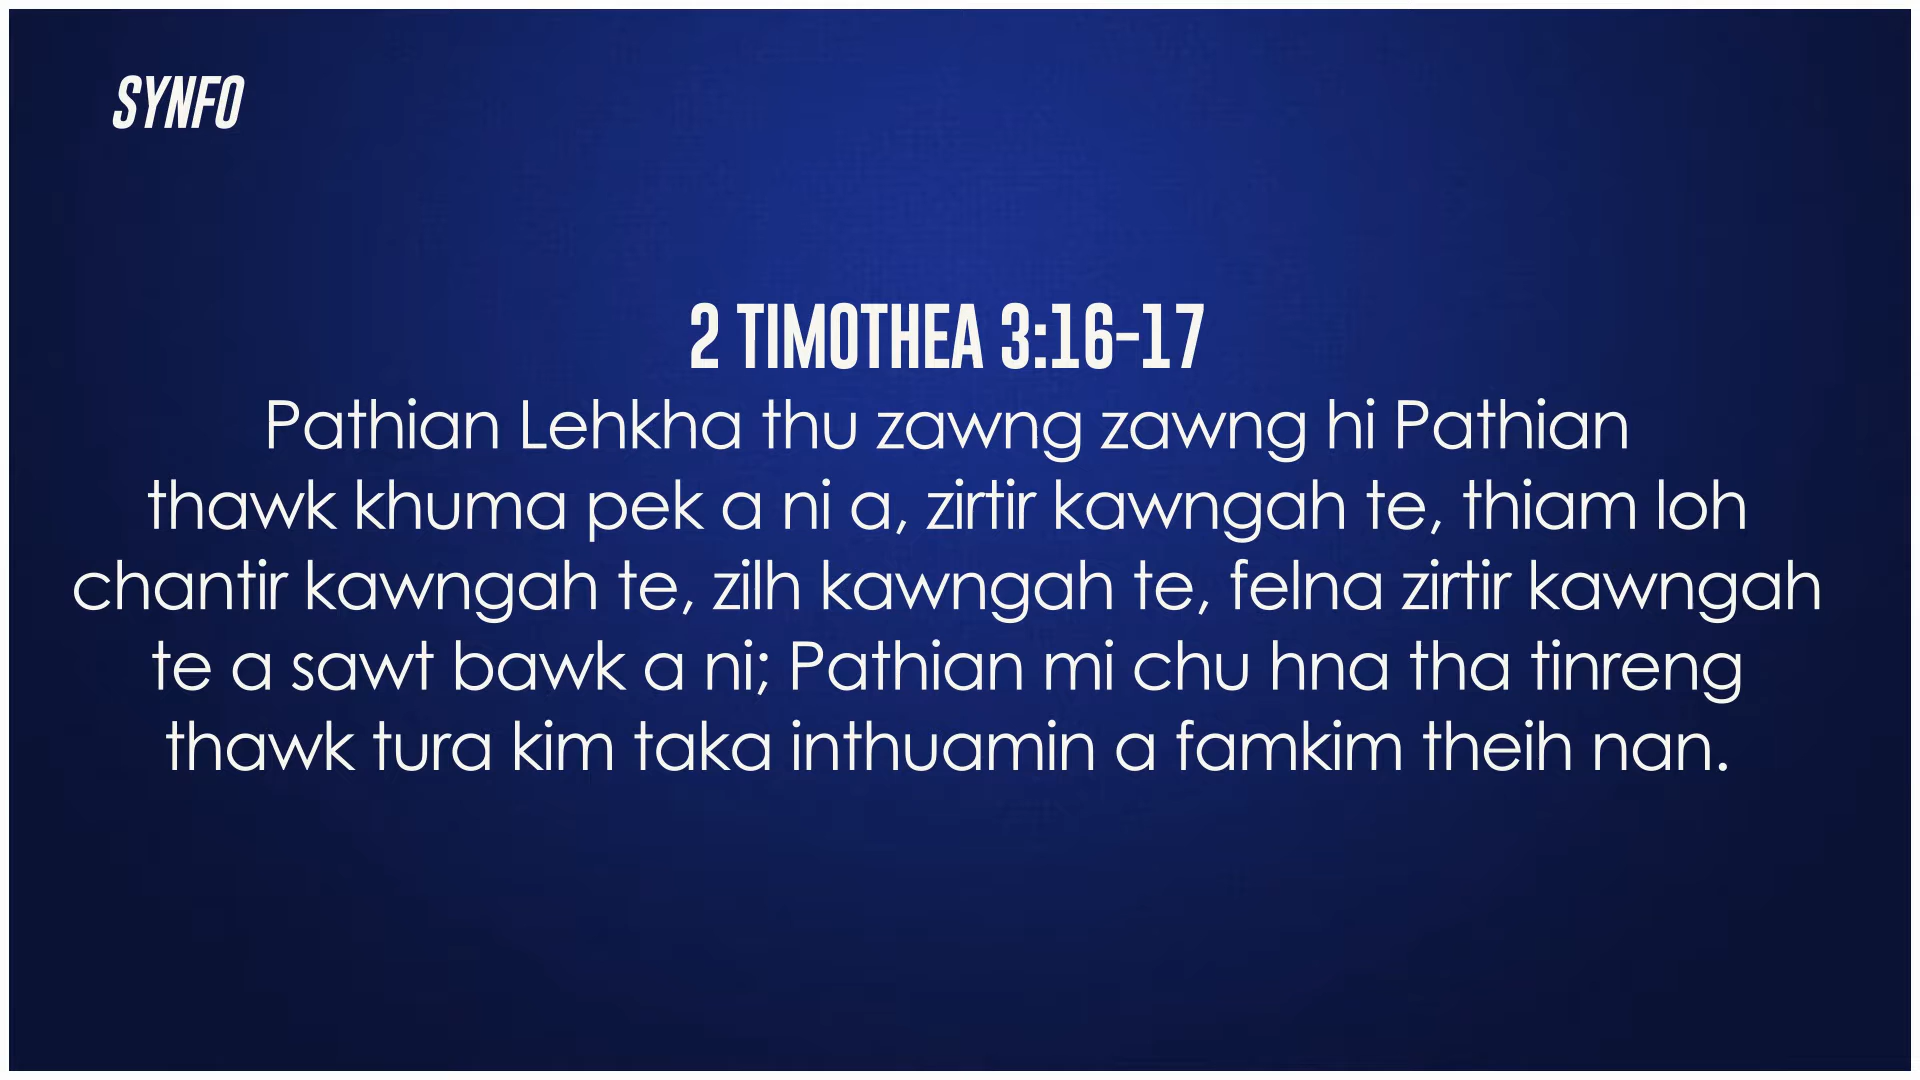 SYNFO
2 TIMOTHEA 3:16-17
Pathian Lehkha thu zawng zawng hi Pathian
thawk khuma pek a ni a, zirtir kawngah te, thiam loh
chantir kawngah te, zilh kawngah te, felna zirtir kawngah
te a sawt bawk a ni; Pathian mi chu hna tha tinreng
thawk tura kim taka inthuamin a famkim theih nan.